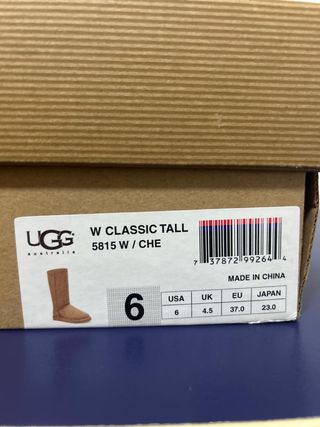 UGG
Australia
W CLASSIC TALL
5815 W / CHE
7 37872 99264 4
MADE IN CHINA
6
USA UK EU JAPAN
6 4.5 37.0 23.0